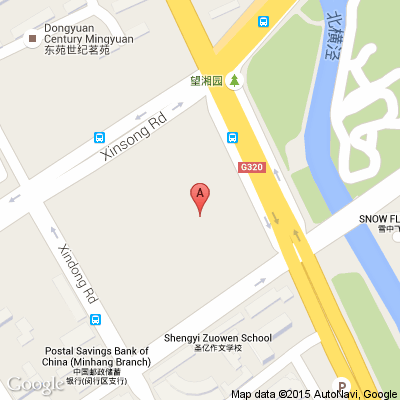 Dongyuan
Century Mingyuan
东苑世纪茗苑
北横泾
望湘园
Xinsong Rd
G320
A
SNOW FL
雪中飞
Xindong Rd
Shengyi Zuowen School
圣亿作文学校
Postal Savings Bank of
China (Minhang Branch)
中国邮政储蓄
银行(闵行区支行)
P
Google
Map data ©2015 AutoNavi, Google